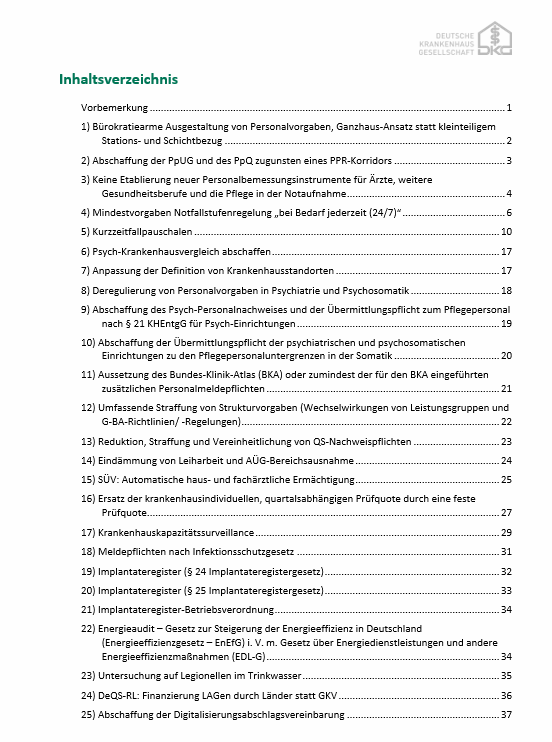 DEUTSCHE
KRANKENHAUS
GESELLSCHAFT
DKG
Inhaltsverzeichnis
Vorbemerkung ........ 1
1) Bürokratiearme Ausgestaltung von Personalvorgaben, Ganzhaus-Ansatz statt kleinteiligem
Stations- und Schichtbezug ........ 2
2) Abschaffung der PpUG und des PpQ zugunsten eines PPR-Korridors ........ 3
3) Keine Etablierung neuer Personalbemessungsinstrumente für Ärzte, weitere
Gesundheitsberufe und die Pflege in der Notaufnahme ........ 4
4) Mindestvorgaben Notfallstufenregelung „bei Bedarf jederzeit (24/7)“ ........ 6
5) Kurzzeitfallpauschalen ........ 10
6) Psych-Krankenhausvergleich abschaffen ........ 17
7) Anpassung der Definition von Krankenhausstandorten ........ 17
8) Deregulierung von Personalvorgaben in Psychiatrie und Psychosomatik ........ 18
9) Abschaffung des Psych-Personalnachweises und der Übermittlungspflicht zum Pflegepersonal
nach § 21 KHEntgG für Psych-Einrichtungen ........ 19
10) Abschaffung der Übermittlungspflicht der psychiatrischen und psychosomatischen
Einrichtungen zu den Pflegepersonaluntergrenzen in der Somatik ........ 20
11) Aussetzung des Bundes-Klinik-Atlas (BKA) oder zumindest der für den BKA eingeführten
zusätzlichen Personalmeldepflichten ........ 21
12) Umfassende Straffung von Strukturvorgaben (Wechselwirkungen von Leistungsgruppen und
G-BA-Richtlinien/ -Regelungen) ........ 22
13) Reduktion, Straffung und Vereinheitlichung von QS-Nachweispflichten ........ 23
14) Eindämmung von Leiharbeit und AÜG-Bereichsausnahme ........ 24
15) SÜV: Automatische haus- und fachärztliche Ermächtigung ........ 25
16) Ersatz der krankenhausindividuellen, quartalsabhängigen Prüfquote durch eine feste
Prüfquote ........ 27
17) Krankenhauskapazitätssurveillance ........ 29
18) Meldepflichten nach Infektionsschutzgesetz ........ 31
19) Implantateregister (§ 24 Implantateregistergesetz) ........ 32
20) Implantateregister (§ 25 Implantateregistergesetz) ........ 33
21) Implantateregister-Betriebsverordnung ........ 34
22) Energieaudit – Gesetz zur Steigerung der Energieeffizienz in Deutschland
(Energieeffizienzgesetz – EnEfG) i. V. m. Gesetz über Energiedienstleistungen und andere
Energieeffizienzmaßnahmen (EDL-G) ........ 34
23) Untersuchung auf Legionellen im Trinkwasser ........ 35
24) DeQS-RL: Finanzierung LAGen durch Länder statt GKV ........ 36
25) Abschaffung der Digitalisierungsabschlagsvereinbarung ........ 37